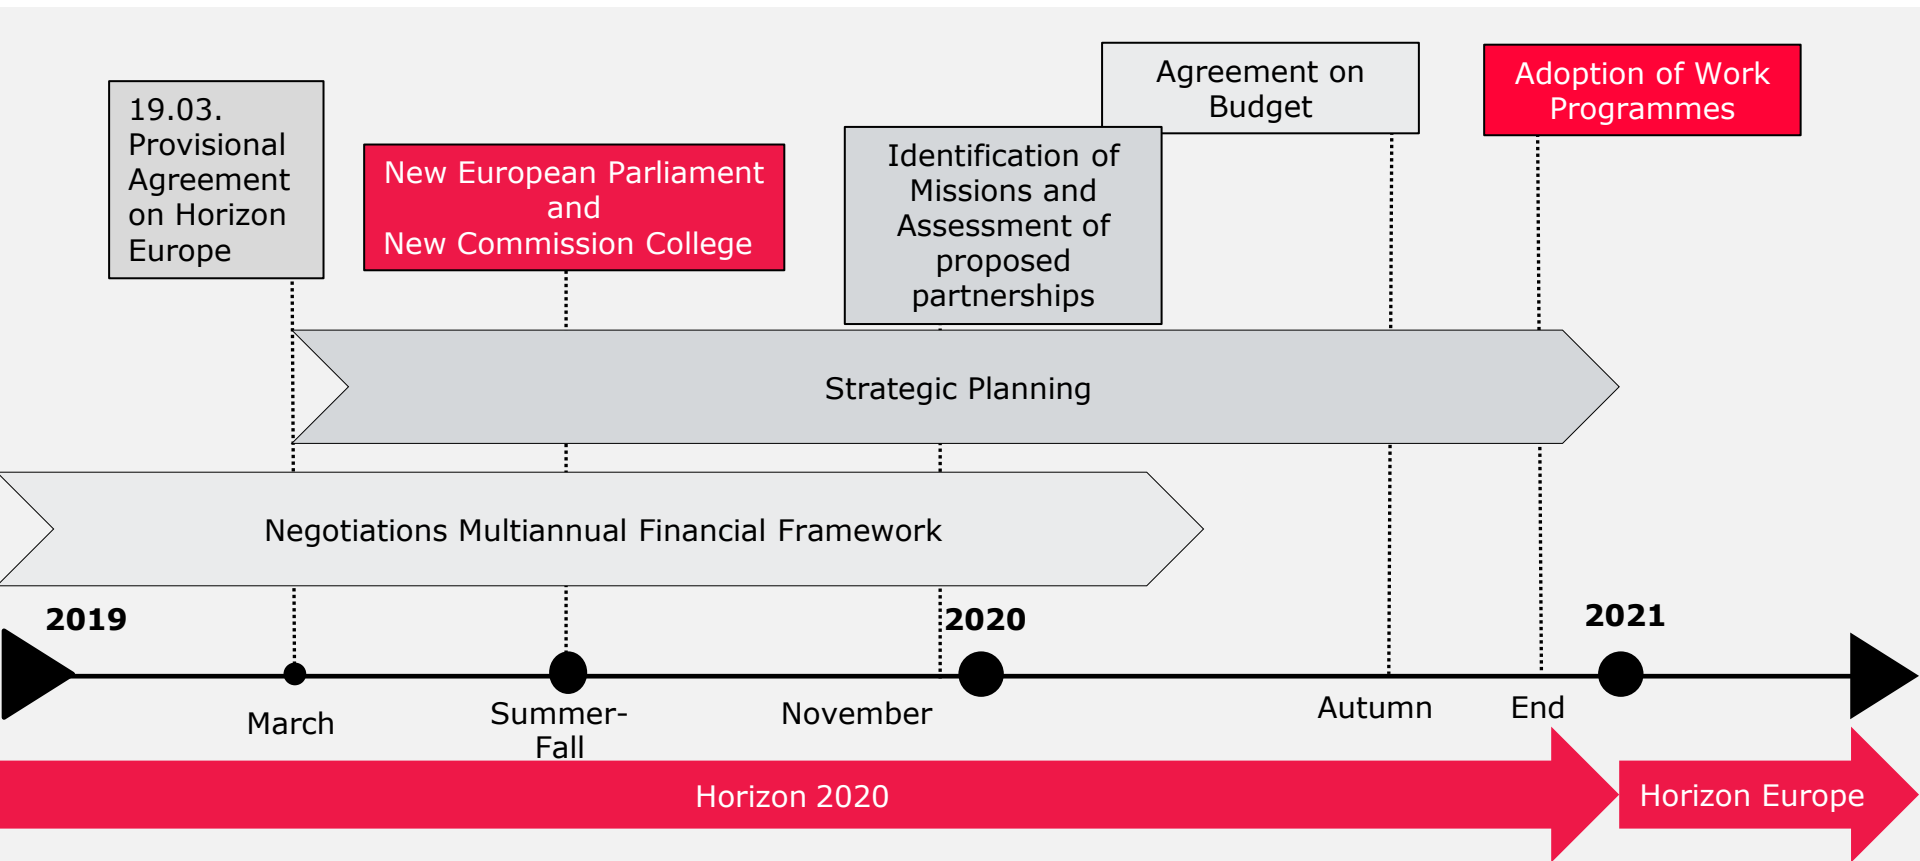 19.03.
Provisional
Agreement
on Horizon
Europe
New European Parliament
and
New Commission College
Identification of
Missions and
Assessment of
proposed
partnerships
Agreement on
Budget
Adoption of Work
Programmes
Strategic Planning
Negotiations Multiannual Financial Framework
2019
2020
2021
March
Summer-
Fall
November
Autumn
End
Horizon 2020
Horizon Europe